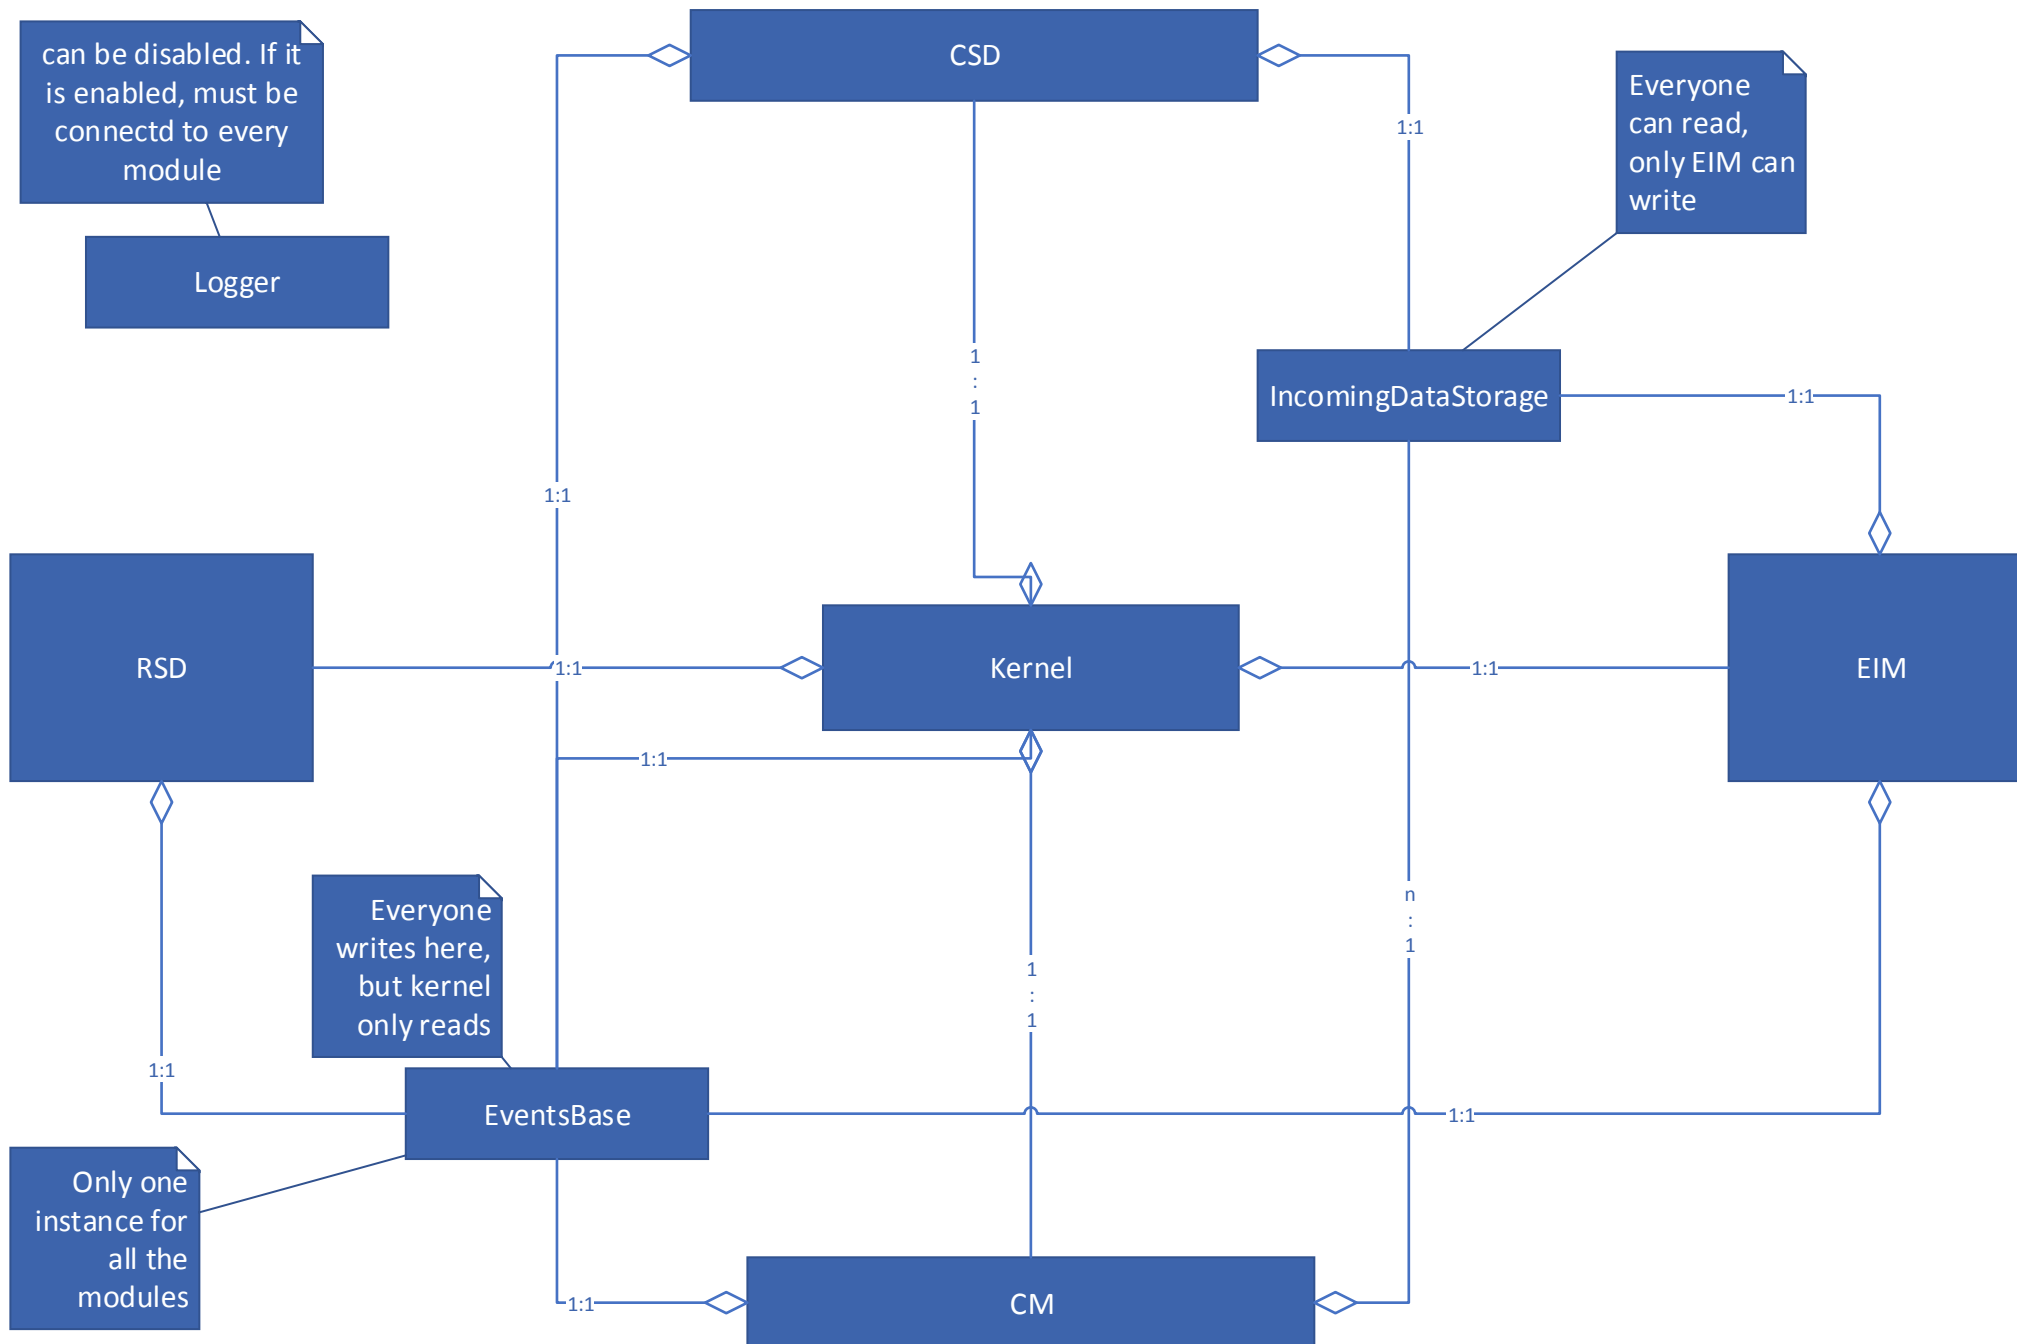 can be disabled. If it
is enabled, must be
connectd to every
module
Logger
CSD
Everyone
can read,
only EIM can
write
1:1
1
:
1
IncomingDataStorage
1:1
1:1
RSD
1:1
Kernel
1:1
EIM
1:1
Everyone
writes here,
but kernel
only reads
n
:
1
1
:
1
1:1
EventsBase
1:1
Only one
instance for
all the
modules
1:1
CM